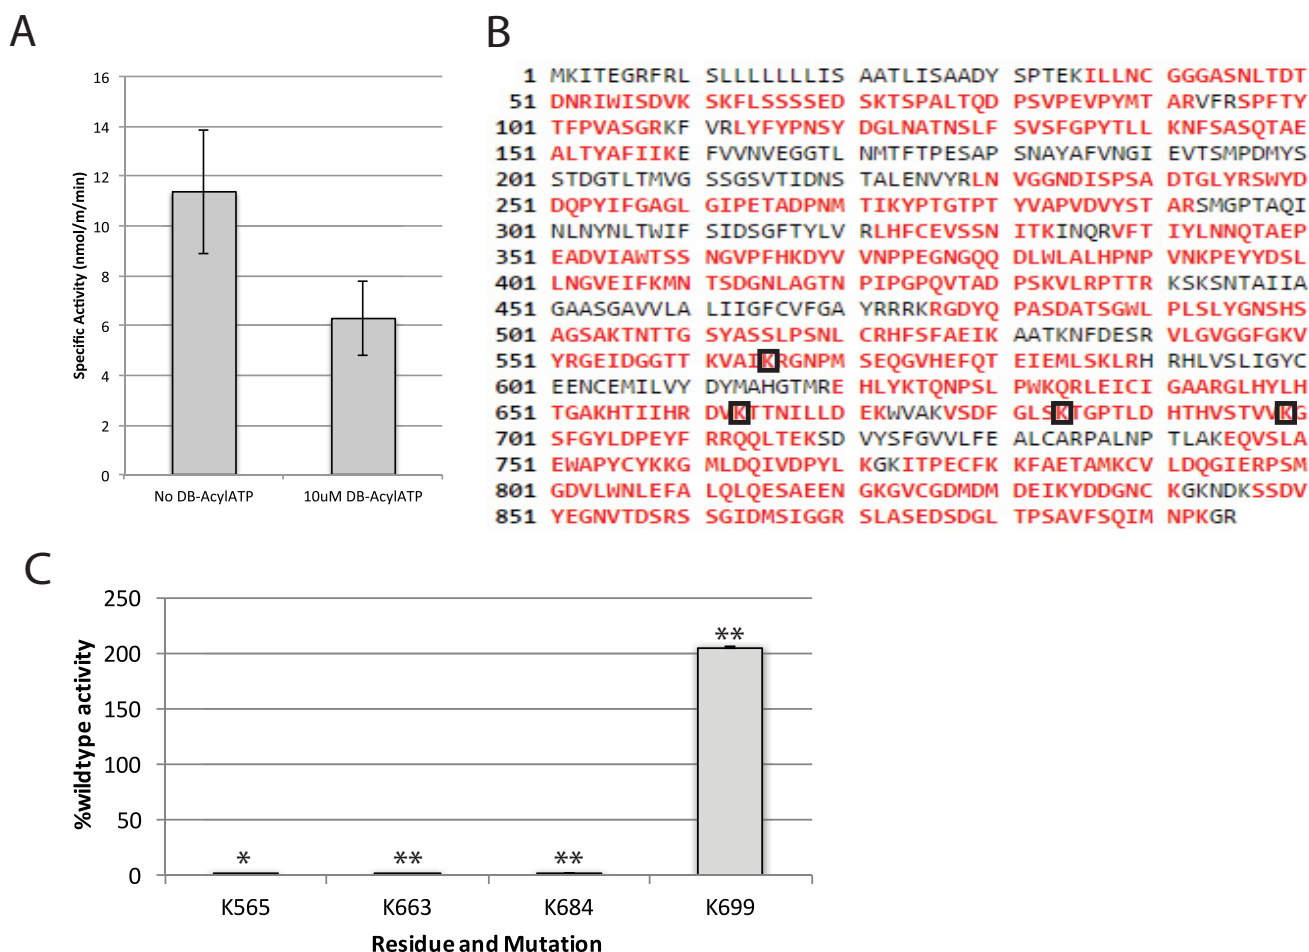 A
B
16
14
12
10
8
6
4
2
0
Specific Activity (nmol/m/min)
No DB-AcylATP
10uM DB-AcylATP
1 MKITEGRFRL SLLLLLLLIS AATLISAADY SPTEKILLNC GGGASNLTDT
51 DNRIWISDVK SKFLSSSSED SKTSPALTQD PSVPEVPYMT ARVFRSPFTY
101 TFPVASGRKF VRLYFYPNSY DGLNATNSLF SVSFGPYTLL KNFSASQTAE
151 ALTYAFIIKE FVVNVEGGTL NMTFTPESAP SNAYAFVNGI EVTSMPDMYS
201 STDGTLTMVG SSGSVTIDNS TALENVYRLN VGGNDISPSA DTGLYRSWYD
251 DQPYIFGAGL GIPETADPNM TIKYPTGTPT YVAPVDVYST ARSMGPTAQI
301 NLNYNLTWIF SIDSGFTYLV RLHFCEVSSN ITKINQRVFT IYLNNQTAEP
351 EADVIAWTSS NGVPFHKDYV VNPPEGNGQQ DLWLALHPNP VNKPEYYDSL
401 LNGVEIFKMN TSDGNLAGTN PIPGPQVTAD PSKVLRPTTR KSKSNTAIIA
451 GAASGAVVLA LIIGFCVFGA YRRRKRGDYQ PASDATSGWL PLSLYGNSHS
501 AGSAKTNTTG SYASSLPSNL CRHFSFAEIK AATKNFDESR VLGVGGFGKV
551 YRGEIDGGTT KVAIKRGNPM SEQGVHEFQT EIEMLSKLRH RHLVSLIGYC
601 EENCEMILVY DYMAHGTMRE HLYKTQNPSL PWKQRLEICI GAARGLHYLH
651 TGAKHTIIHR DVKTTNILLD EKWVAKVSDF GLSKTGPTLD HTHVSTVVKG
701 SFGYLDPEYF RRQQLTEKSD VYSFGVVLFE ALCARPALNP TLAKEQVSLA
751 EWAPYCYKKG MLDQIVDPYL KGKITPECFK KFAETAMKCV LDQGIERPSM
801 GDVLWNLEFA LQLQESAEEN GKGVCGDMDM DEIKYDDGNC KGKNDKSSDV
851 YEGNVTDSRS SGIDMSIGGR SLASEDSDGL TPSAVFSQIM NPKGR
C
250
200
150
100
50
0
%wildtype activity
*
**
**
**
K565
K663
K684
K699
Residue and Mutation